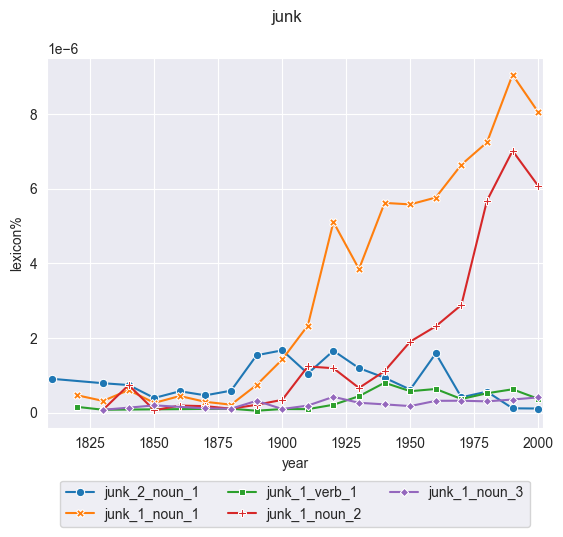 junk
1e−6
8
6
4
2
0
lexicon%
1825 1850 1875 1900 1925 1950 1975 2000
year
junk_2_noun_1 junk_1_verb_1 junk_1_noun_3
junk_1_noun_1 junk_1_noun_2